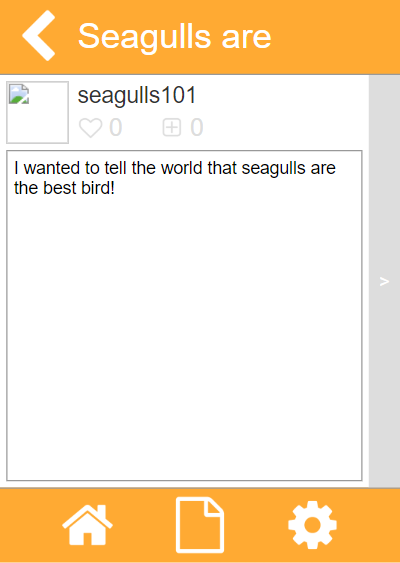 Seagulls are
seagulls101
0 0
I wanted to tell the world that seagulls are
the best bird!
>